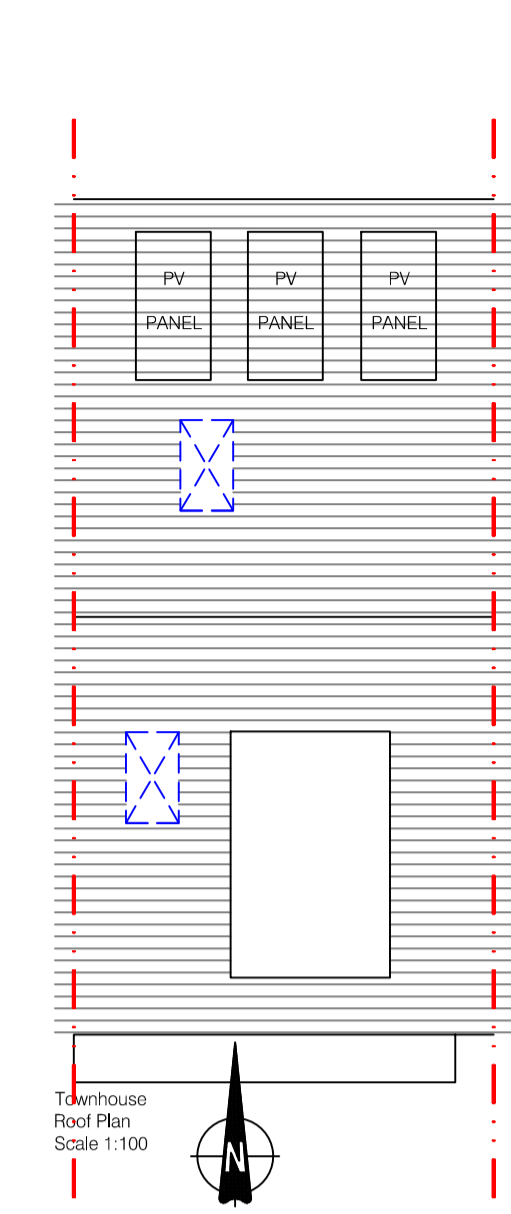 PV PV PV
PANEL PANEL PANEL
Townhouse
Roof Plan
Scale 1:100
N